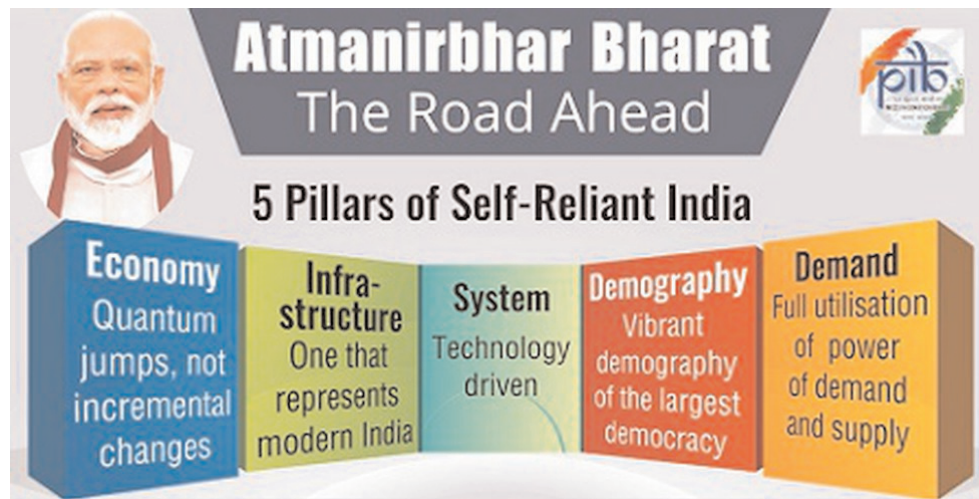 Atmanirbhar Bharat
The Road Ahead
pib
5 Pillars of Self-Reliant India
Economy
Quantum
jumps, not
incremental
changes
Infra-
structure
One that
represents
modern India
System
Technology
driven
Demography
Vibrant
demography
of the largest
democracy
Demand
Full utilisation
of power
of demand
and supply